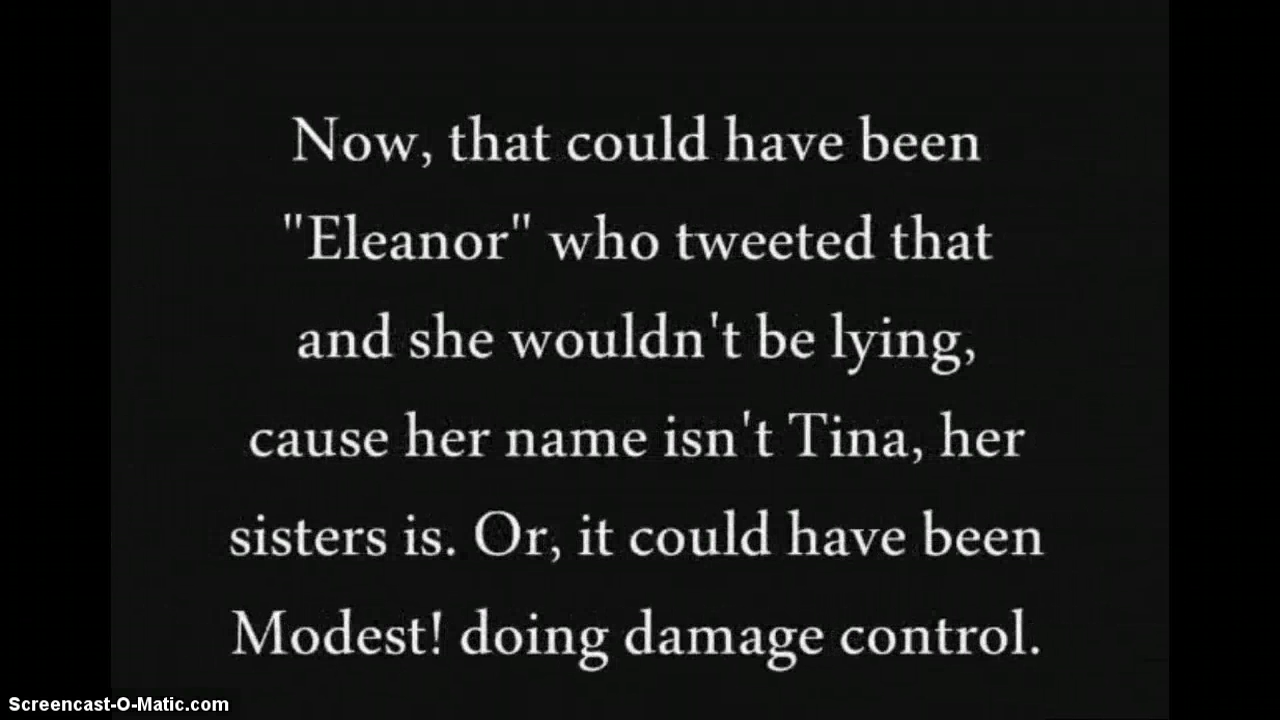 Now, that could have been
"Eleanor" who tweeted that
and she wouldn't be lying,
cause her name isn't Tina, her
sisters is. Or, it could have been
Modest! doing damage control.
Screencast-O-Matic.com